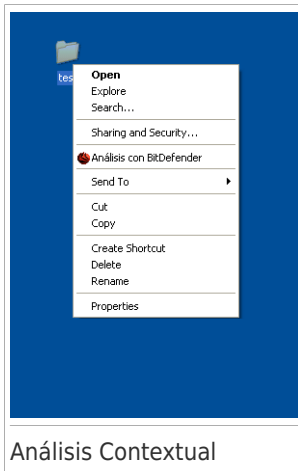 Open
Explore
Search...
Sharing and Security...
Análisis con BitDefender
Send To
Cut
Copy
Create Shortcut
Delete
Rename
Properties
Análisis Contextual